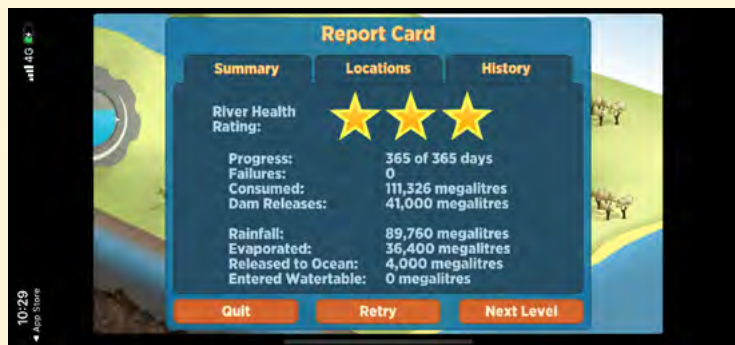 Report Card
Summary
Locations
History
River Health
Rating:
Progress: 365 of 365 days
Failures: 0
Consumed: 111,326 megalitres
Dam Releases: 41,000 megalitres
Rainfall: 89,760 megalitres
Evaporated: 36,400 megalitres
Released to Ocean: 4,000 megalitres
Entered Watertable: 0 megalitres
Quit
Retry
Next Level
4G
10:29
App Store